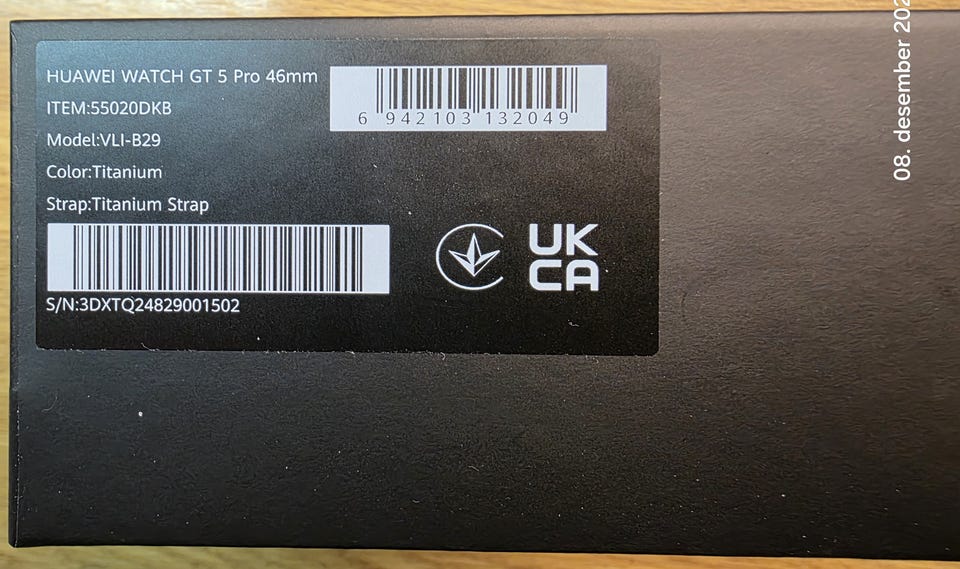 HUAWEI WATCH GT 5 Pro 46mm
ITEM:55020DKB
Model:VLI-B29
Color:Titanium
Strap:Titanium Strap
S/N:3DXTQ24829001502
6 942103 132049
UK
CA
08. desember